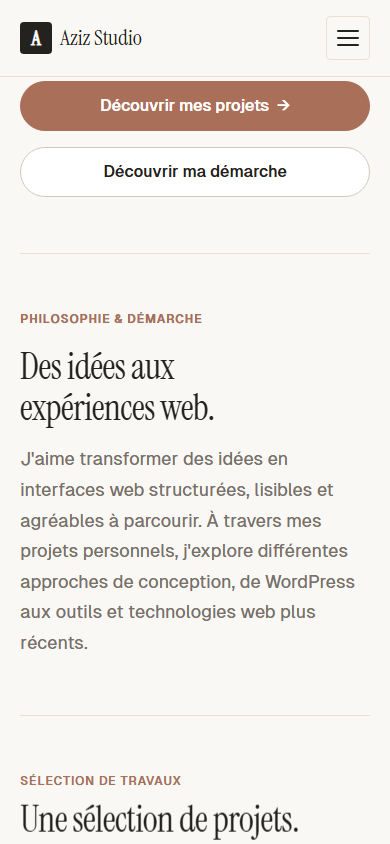 A Aziz Studio
Découvrir mes projets →
Découvrir ma démarche
PHILOSOPHIE & DÉMARCHE
Des idées aux
expériences web.
J'aime transformer des idées en
interfaces web structurées, lisibles et
agréables à parcourir. À travers mes
projets personnels, j'explore différentes
approches de conception, de WordPress
aux outils et technologies web plus
récents.
SÉLECTION DE TRAVAUX
Une sélection de projets.